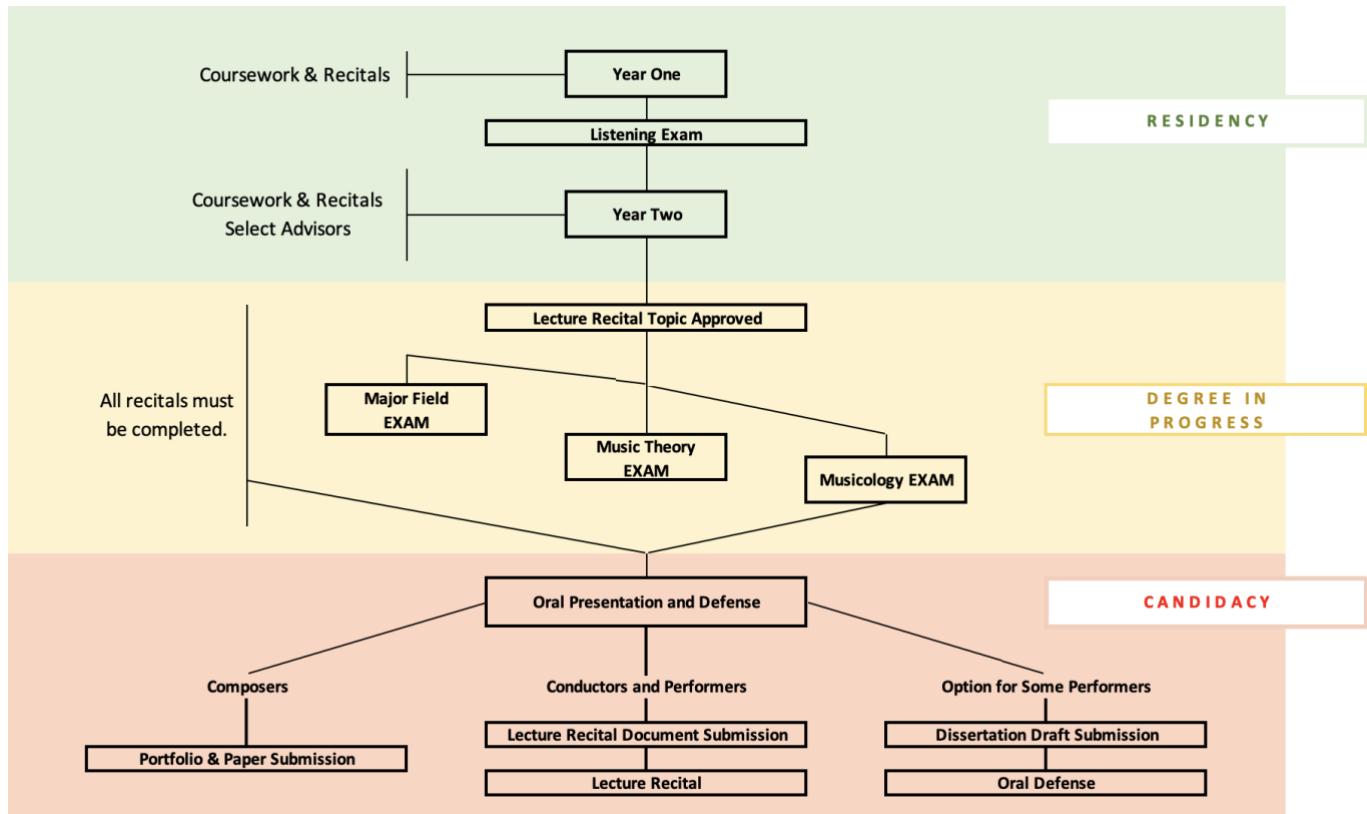 Coursework & Recitals
Year One
RESIDENCY
Listening Exam
Coursework & Recitals
Select Advisors
Year Two
Lecture Recital Topic Approved
All recitals must
be completed.
Major Field
EXAM
Music Theory
EXAM
Musicology EXAM
DEGREE IN
PROGRESS
Oral Presentation and Defense
CANDIDACY
Composers
Portfolio & Paper Submission
Conductors and Performers
Lecture Recital Document Submission
Lecture Recital
Option for Some Performers
Dissertation Draft Submission
Oral Defense